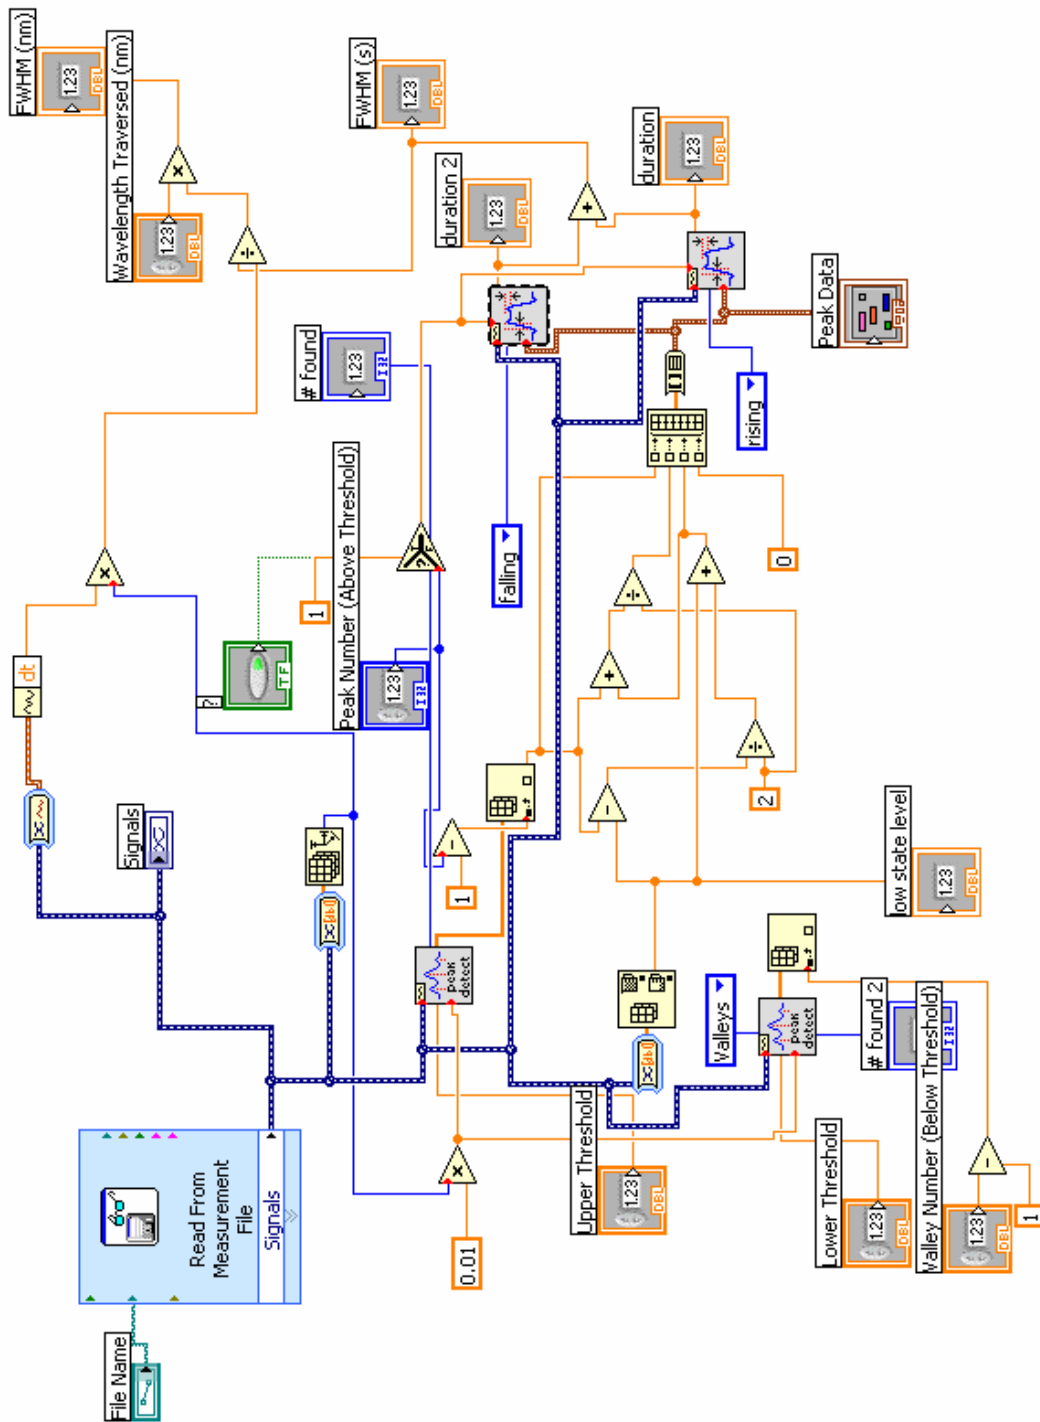 FWHM (nm)
1.23
DBL
dt
File Name
Wavelength Traversed (nm)
1.23
DBL
Signals
Read From
Measurement
File
Signals
?
TF
# found
1.23
I32
1
Peak Number (Above Threshold)
1.23
I32
FWHM (s)
1.23
DBL
peak
detect
duration 2
1.23
DBL
0.01
1
falling
Upper Threshold
1.23
DBL
duration
1.23
DBL
Valleys
rising
2
0
peak
detect
Lower Threshold
1.23
DBL
Peak Data
# found 2
I32
low state level
1.23
DBL
Valley Number (Below Threshold)
1.23
DBL
1